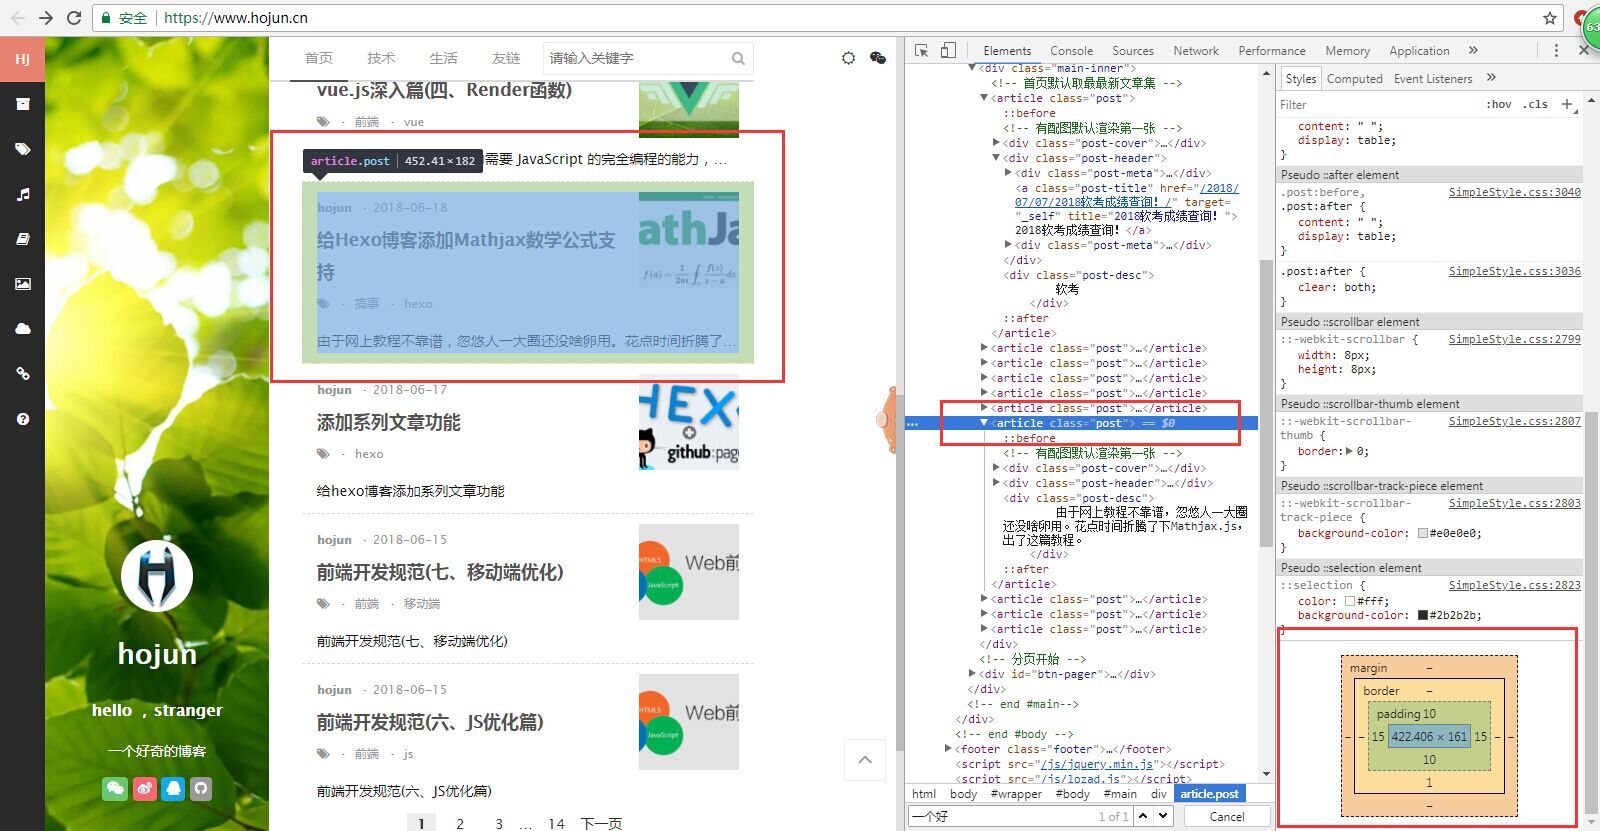 安全 https://www.hojun.cn
HJ
hojun
hello ，stranger
一个好奇的博客
首页 技术 生活 友链 请输入关键字
vue.js深入篇(四、Render函数)
· 前端 · vue
article.post 452.41×182
需要 JavaScript 的完全编程的能力，...
hojun · 2018-06-18
给Hexo博客添加Mathjax数学公式支
持
· 搞事 · hexo
由于网上教程不靠谱，忽悠人一大圈还没啥卵用。花点时间折腾了...
hojun · 2018-06-17
添加系列文章功能
· hexo
给hexo博客添加系列文章功能
github:page
hojun · 2018-06-15
前端开发规范(七、移动端优化)
· 前端 · 移动端
前端开发规范(七、移动端优化)
JavaScript
Web前
hojun · 2018-06-15
前端开发规范(六、JS优化篇)
· 前端 · js
前端开发规范(六、JS优化篇)
JavaScript
Web前
1 2 3 ... 14 下一页
Elements Console Sources Network Performance Memory Application »
<div class="main-inner">
<!-- 首页默认取最最新文章集 -->
<article class="post">
::before
<!-- 有配图默认渲染第一张 -->
<div class="post-cover">…</div>
<div class="post-header">
<div class="post-meta">…</div>
<a class="post-title" href="/2018/
07/07/2018软考成绩查询！/" target=
"_self" title="2018软考成绩查询！">
2018软考成绩查询！</a>
<div class="post-meta">…</div>
</div>
<div class="post-desc">
软考
</div>
::after
</article>
<article class="post">…</article>
<article class="post">…</article>
<article class="post">…</article>
<article class="post">…</article>
<article class="post">…</article>
<article class="post"> == $0
::before
<!-- 有配图默认渲染第一张 -->
<div class="post-cover">…</div>
<div class="post-header">…</div>
<div class="post-desc">
由于网上教程不靠谱，忽悠人一大圈
还没啥卵用。花点时间折腾了下Mathjax.js，
出了这篇教程。
</div>
::after
</article>
<article class="post">…</article>
<article class="post">…</article>
<article class="post">…</article>
</div>
<!-- 分页开始 -->
<div id="btn-pager">…</div>
</div>
<!-- end #main-->
</div>
<!-- end #body -->
<footer class="footer">…</footer>
<script src="/js/jquery.min.js"></script>
<script src="/js/lozad.js"></script>
html body #wrapper #body #main div article.post
一个好 1 of 1 Cancel
Styles Computed Event Listeners »
Filter :hov .cls +
content: " ";
display: table;
}
Pseudo ::after element
.post:before, SimpleStyle.css:3040
.post:after {
content: " ";
display: table;
}
.post:after { SimpleStyle.css:3036
clear: both;
}
Pseudo ::scrollbar element
::-webkit-scrollbar { SimpleStyle.css:2799
width: 8px;
height: 8px;
}
Pseudo ::scrollbar-thumb element
::-webkit-scrollbar- SimpleStyle.css:2807
thumb {
border: 0;
}
Pseudo ::scrollbar-track-piece element
::-webkit-scrollbar- SimpleStyle.css:2803
track-piece {
background-color: #e0e0e0;
}
Pseudo ::selection element
::selection { SimpleStyle.css:2823
color: #fff;
background-color: #2b2b2b;
}
margin –
border –
padding 10
– – 15 422.406 × 161 15 – –
10
1
–